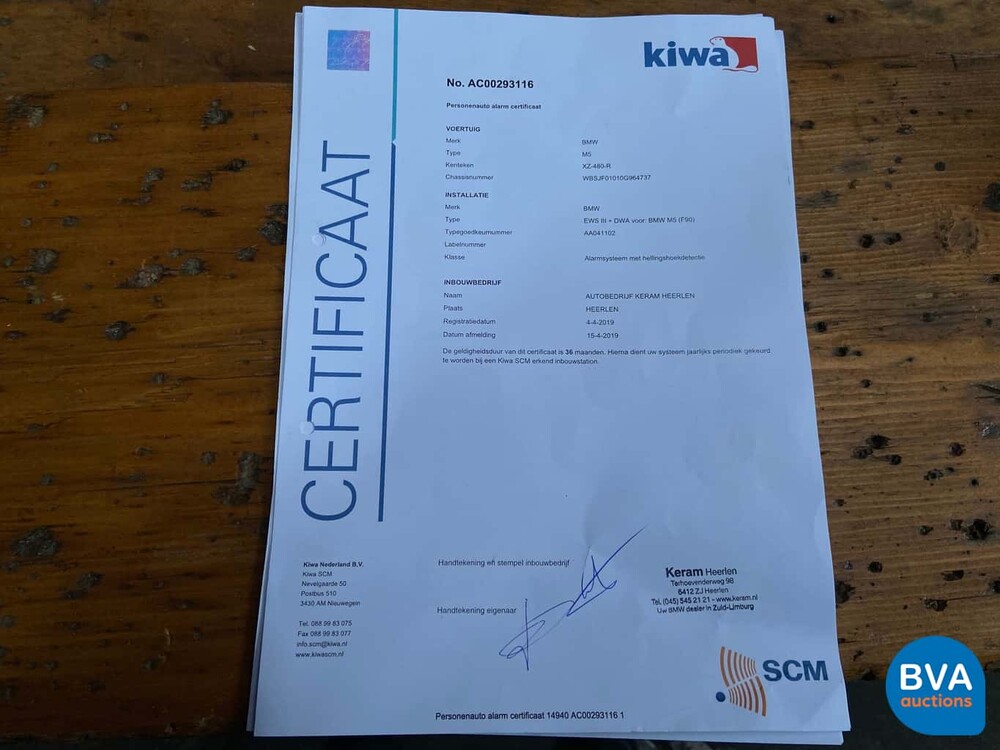 kiwa
No. AC00293116
Personenauto alarm certificaat
CERTIFICAAT
VOERTUIG
Merk BMW
Type M5
Kenteken XZ-480-R
Chassisnummer WBSJF01010G964737
INSTALLATIE
Merk BMW
Type EWS III + DWA voor: BMW M5 (F90)
Typegoedkeurnummer AA041102
Labelnummer
Klasse Alarmsysteem met hellingshoekdetectie
INBOUWBEDRIJF
Naam AUTOBEDRIJF KERAM HEERLEN
Plaats HEERLEN
Registratiedatum 4-4-2019
Datum afmelding 15-4-2019
De geldigheidsduur van dit certificaat is 36 maanden. Hierna dient uw systeem jaarlijks periodiek gekeurd
te worden bij een Kiwa SCM erkend inbouwstation.
Kiwa Nederland B.V.
Kiwa SCM
Nevelgaarde 50
Postbus 510
3430 AM Nieuwegein
Tel. 088 99 83 075
Fax 088 99 83 077
info.scm@kiwa.nl
www.kiwascm.nl
Handtekening en stempel inbouwbedrijf
Handtekening eigenaar
Keram Heerlen
Terhoevenderweg 98
6412 ZJ Heerlen
Tel. (045) 545 21 21 - www.keram.nl
Uw BMW dealer in Zuid-Limburg
SCM
Personenauto alarm certificaat 14940 AC00293116 1
BVA
auctions